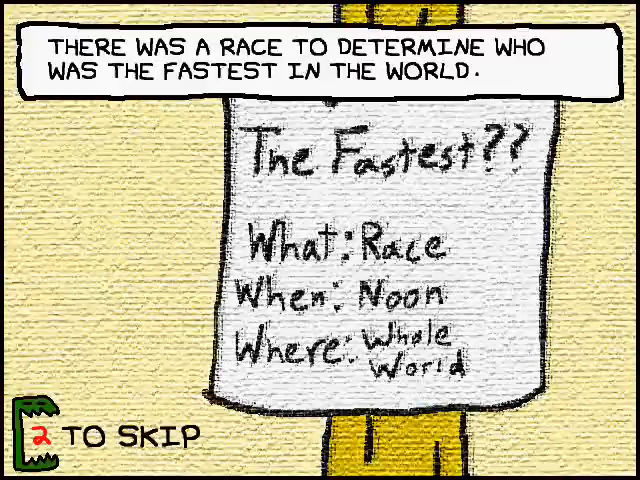 THERE WAS A RACE TO DETERMINE WHO
WAS THE FASTEST IN THE WORLD.
The Fastest??
What: Race
When: Noon
Where: Whole
World
2 TO SKIP